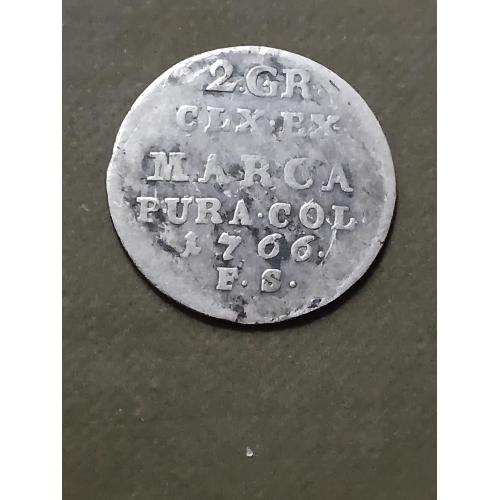 2.GR.
CLX·EX
MARCA
PURA·COL
1766.
F.S.